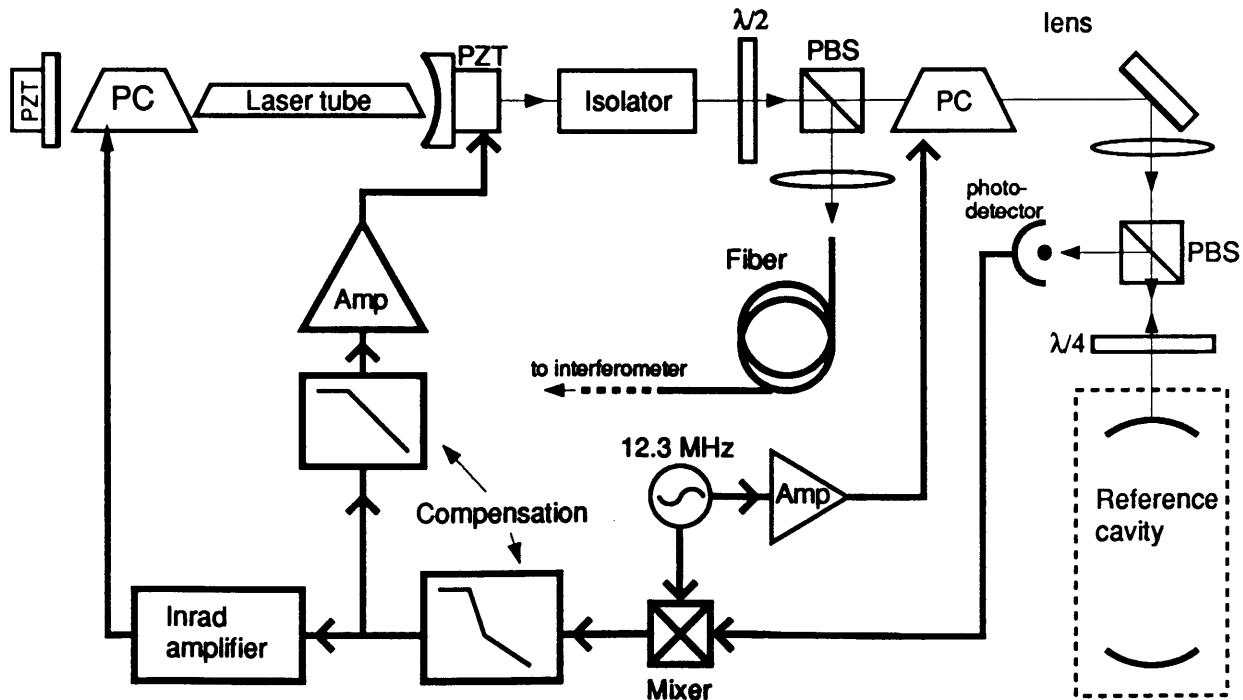 λ/2
lens
PZT
PBS
PZT
PC
Laser tube
Isolator
PC
photo-
detector
PBS
Fiber
Amp
λ/4
to interferometer
12.3 MHz
Amp
Compensation
Reference
cavity
Inrad
amplifier
Mixer